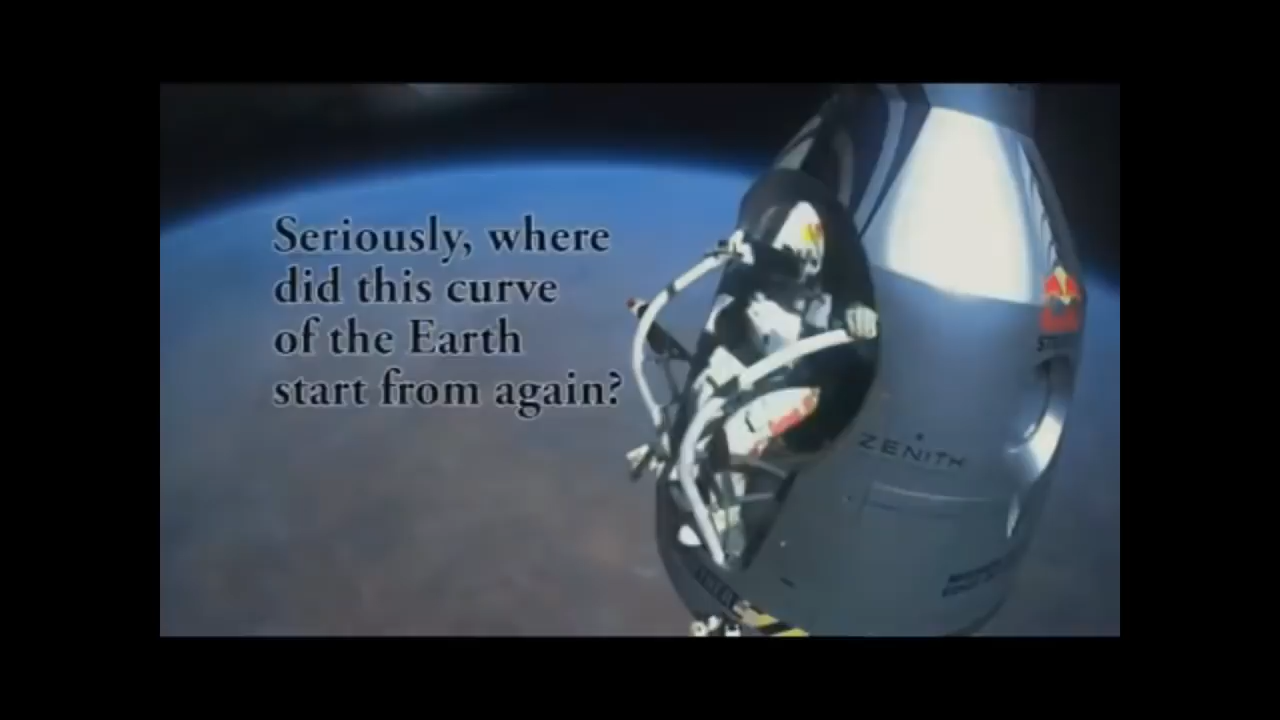 Seriously, where
did this curve
of the Earth
start from again?
ZENITH